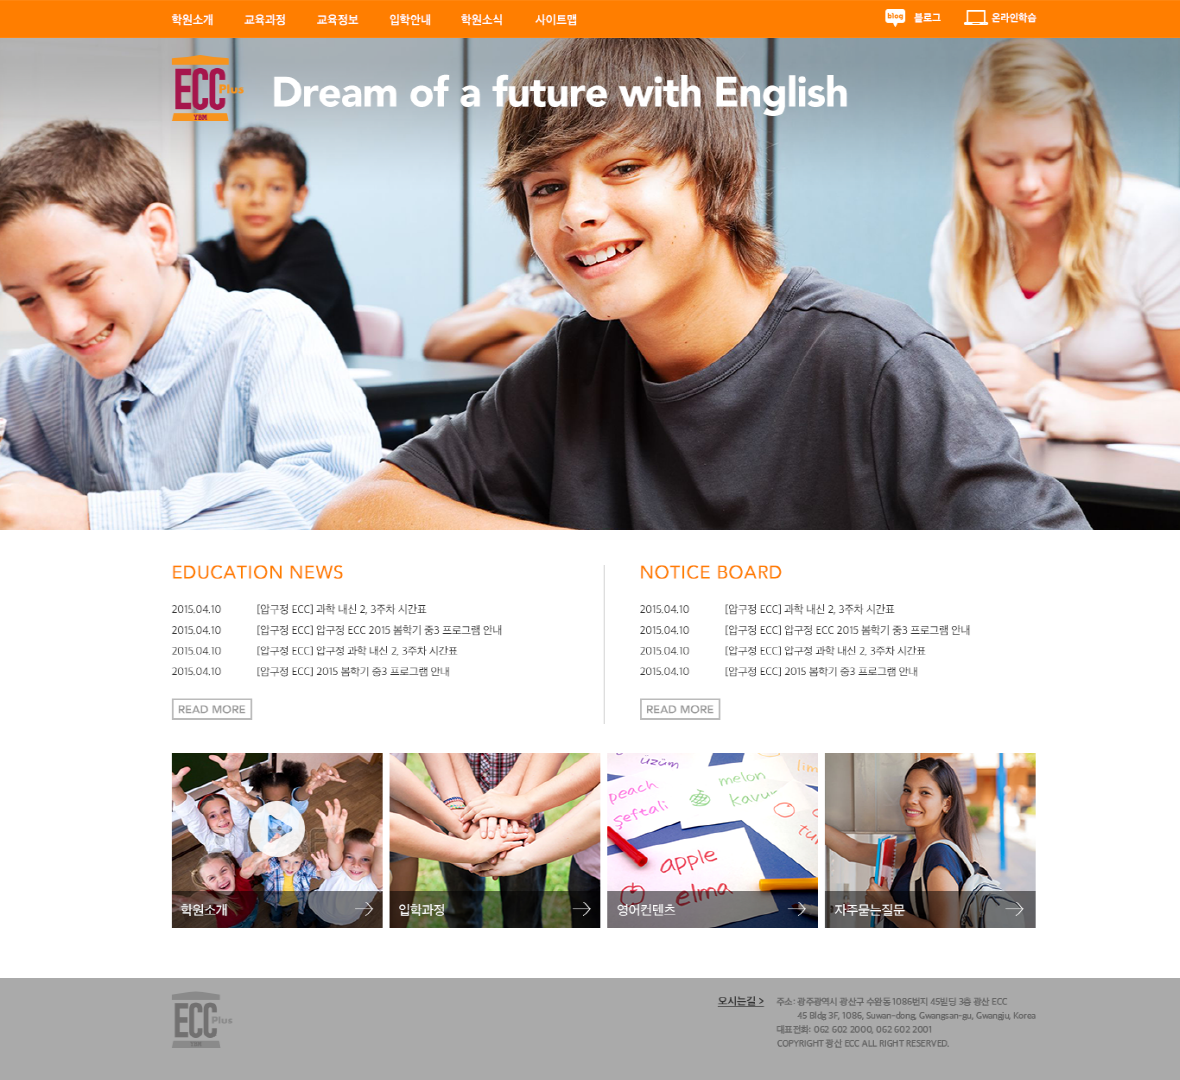 학원소개 교육과정 교육정보 입학안내 학원소식 사이트맵 blog 블로그 온라인학습
ECC Plus
YBM
Dream of a future with English
EDUCATION NEWS
2015.04.10 [압구정 ECC] 과학 내신 2, 3주차 시간표
2015.04.10 [압구정 ECC] 압구정 ECC 2015 봄학기 중3 프로그램 안내
2015.04.10 [압구정 ECC] 압구정 과학 내신 2, 3주차 시간표
2015.04.10 [압구정 ECC] 2015 봄학기 중3 프로그램 안내
READ MORE
NOTICE BOARD
2015.04.10 [압구정 ECC] 과학 내신 2, 3주차 시간표
2015.04.10 [압구정 ECC] 압구정 ECC 2015 봄학기 중3 프로그램 안내
2015.04.10 [압구정 ECC] 압구정 과학 내신 2, 3주차 시간표
2015.04.10 [압구정 ECC] 2015 봄학기 중3 프로그램 안내
READ MORE
학원소개
입학과정
üzüm
peach
şeftali
melon
kavun
apple
elma
영어컨텐츠
자주묻는질문
ECC Plus
YBM
오시는길 >
주소: 광주광역시 광산구 수완동 1086번지 45빌딩 3층 광산 ECC
45 Bldg 3F, 1086, Suwan-dong, Gwangsan-gu, Gwangju, Korea
대표전화: 062 602 2000, 062 602 2001
COPYRIGHT 광산 ECC ALL RIGHT RESERVED.